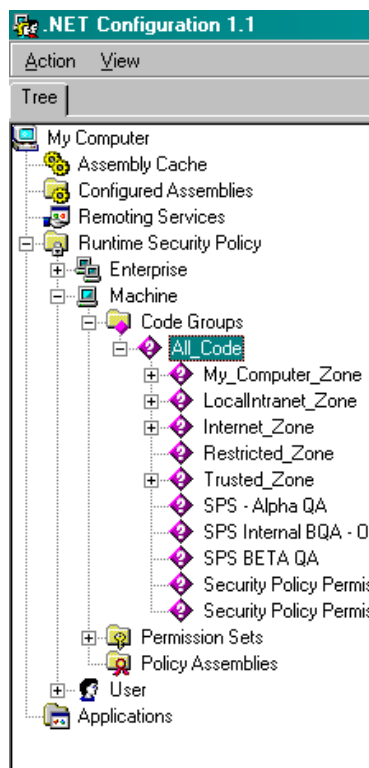 .NET Configuration 1.1
Action View
Tree
My Computer
Assembly Cache
Configured Assemblies
Remoting Services
Runtime Security Policy
Enterprise
Machine
Code Groups
All_Code
My_Computer_Zone
LocalIntranet_Zone
Internet_Zone
Restricted_Zone
Trusted_Zone
SPS - Alpha QA
SPS Internal BQA - O
SPS BETA QA
Security Policy Permis
Security Policy Permis
Permission Sets
Policy Assemblies
User
Applications